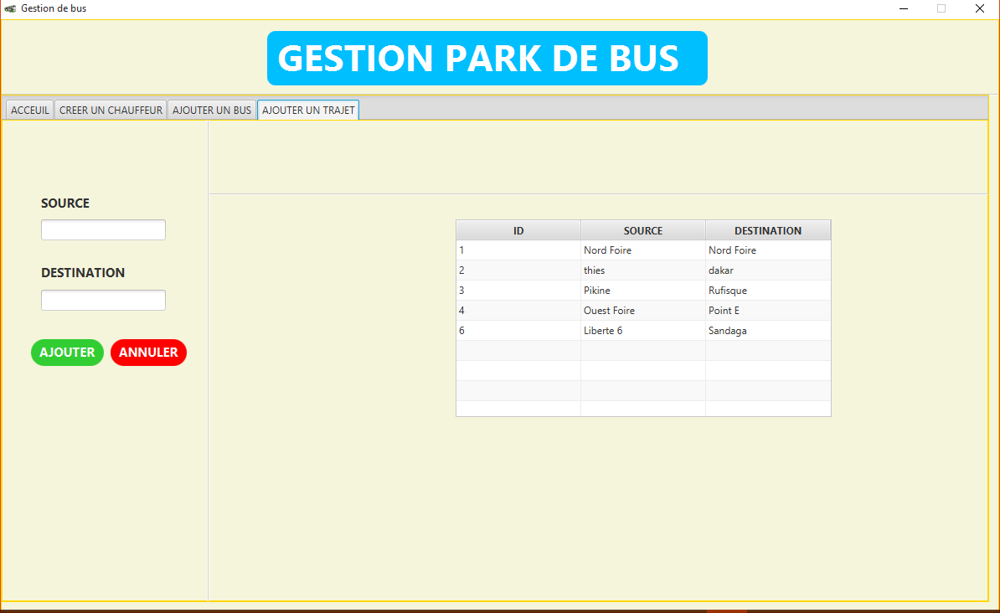 Gestion de bus
GESTION PARK DE BUS
ACCEUIL CREER UN CHAUFFEUR AJOUTER UN BUS AJOUTER UN TRAJET
SOURCE
DESTINATION
AJOUTER ANNULER
ID SOURCE DESTINATION
1 Nord Foire Nord Foire
2 thies dakar
3 Pikine Rufisque
4 Ouest Foire Point E
6 Liberte 6 Sandaga